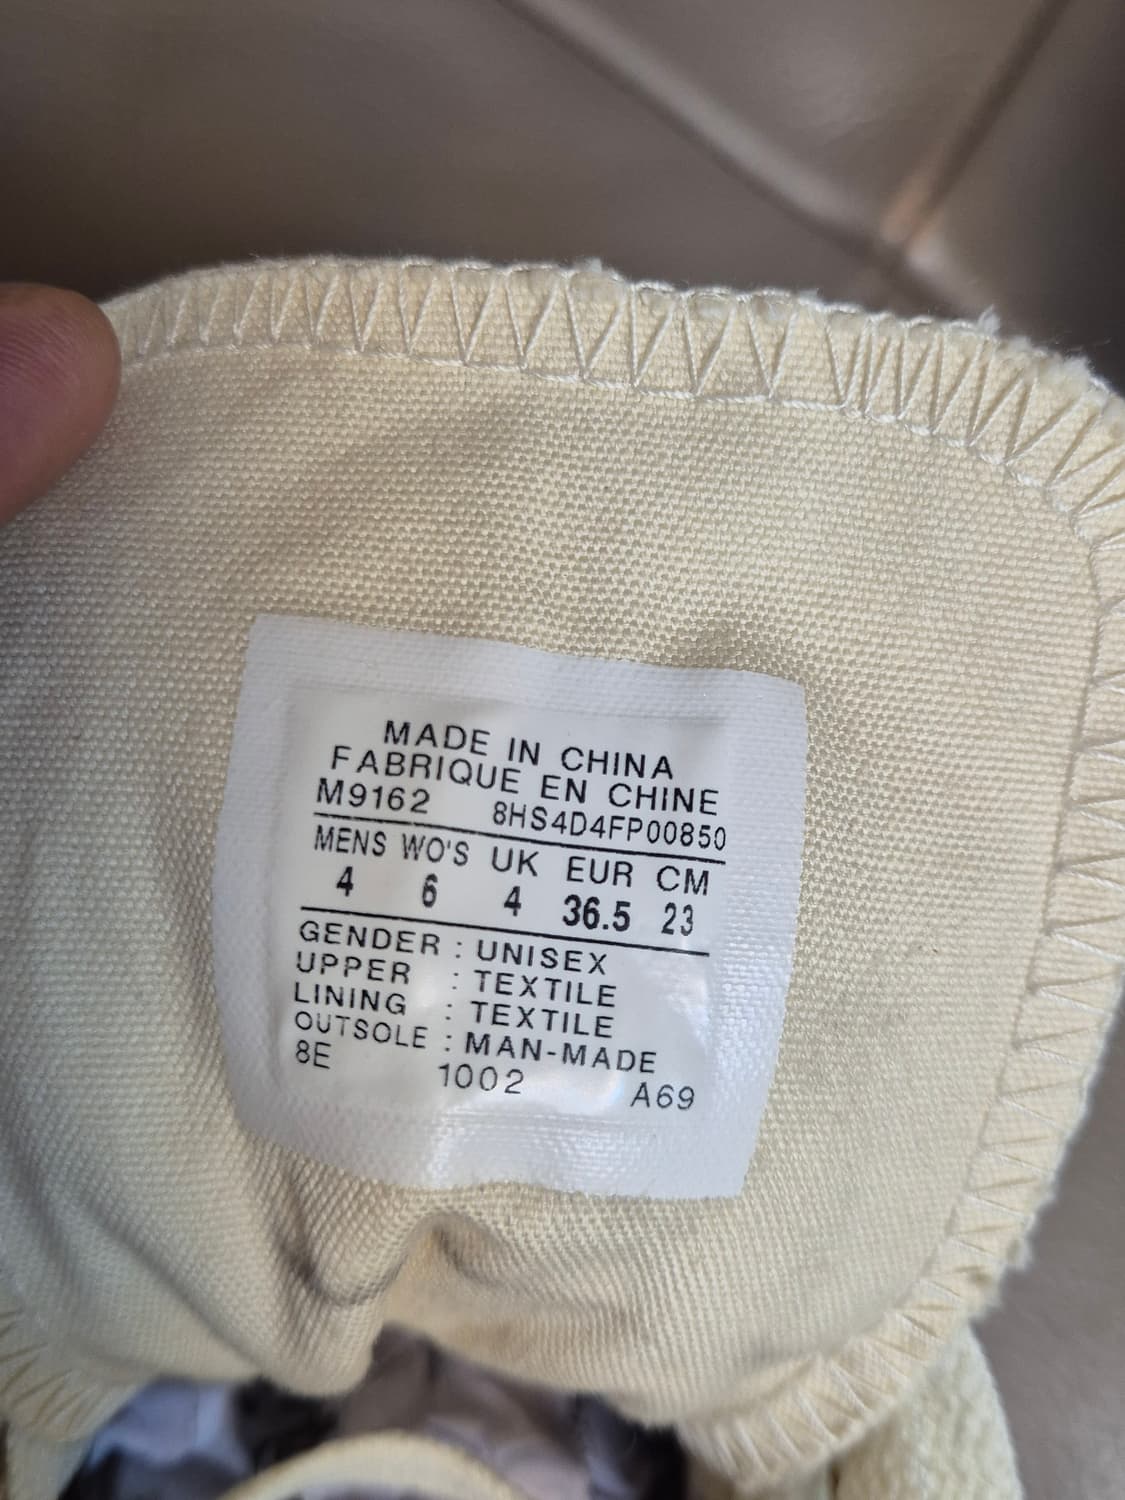 MADE IN CHINA
FABRIQUE EN CHINE
M9162 8HS4D4FP00850
MENS WO'S UK EUR CM
4 6 4 36.5 23
GENDER : UNISEX
UPPER : TEXTILE
LINING : TEXTILE
OUTSOLE : MAN-MADE
8E 1002 A69